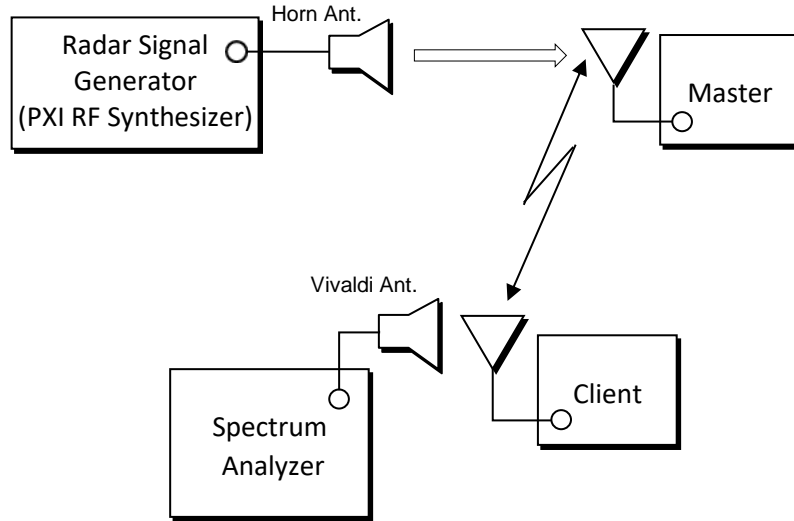 Horn Ant.
Radar Signal
Generator
(PXI RF Synthesizer)
Master
Vivaldi Ant.
Client
Spectrum
Analyzer